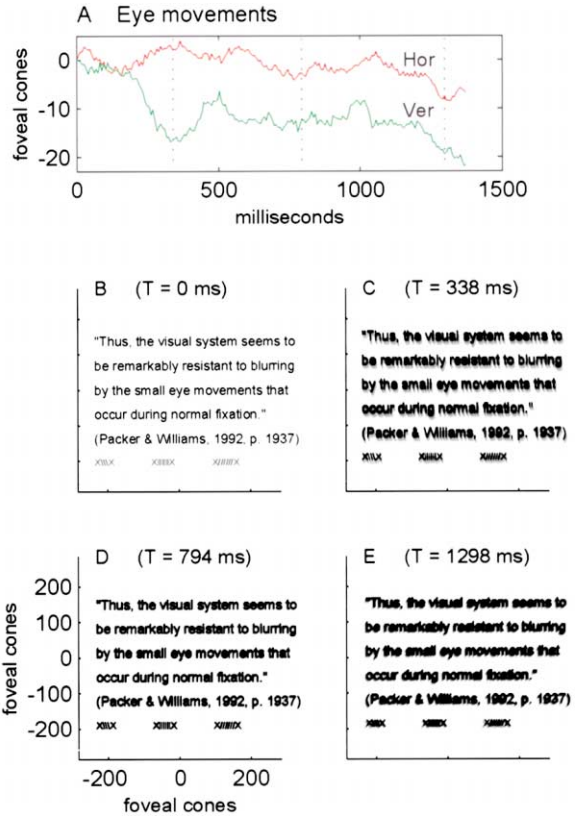 A Eye movements
foveal cones
0
-10
-20
Hor
Ver
0 500 1000 1500
milliseconds
B (T = 0 ms)
"Thus, the visual system seems to
be remarkably resistant to blurring
by the small eye movements that
occur during normal fixation."
(Packer & Williams, 1992, p. 1937)
C (T = 338 ms)
"Thus, the visual system seems to
be remarkably resistant to blurring
by the small eye movements that
occur during normal fixation."
(Packer & Williams, 1992, p. 1937)
D (T = 794 ms)
foveal cones
200
100
0
-100
-200
"Thus, the visual system seems to
be remarkably resistant to blurring
by the small eye movements that
occur during normal fixation."
(Packer & Williams, 1992, p. 1937)
-200 0 200
foveal cones
E (T = 1298 ms)
"Thus, the visual system seems to
be remarkably resistant to blurring
by the small eye movements that
occur during normal fixation."
(Packer & Williams, 1992, p. 1937)